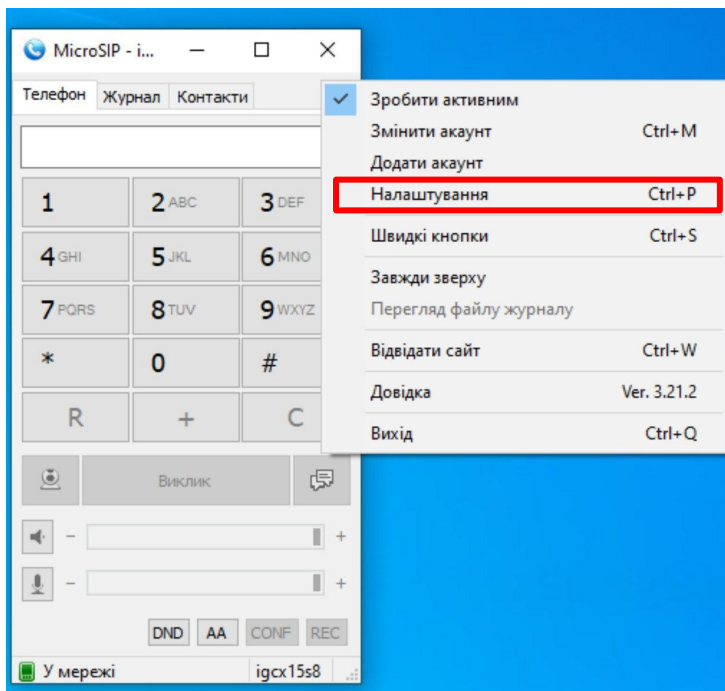 MicroSIP - i...
Телефон Журнал Контакти
Зробити активним
Змінити акаунт Ctrl+M
Додати акаунт
Налаштування Ctrl+P
Швидкі кнопки Ctrl+S
Завжди зверху
Перегляд файлу журналу
Відвідати сайт Ctrl+W
Довідка Ver. 3.21.2
Вихід Ctrl+Q
1 2 ABC 3 DEF
4 GHI 5 JKL 6 MNO
7 PQRS 8 TUV 9 WXYZ
* 0 #
R + C
Виклик
- +
- +
DND AA CONF REC
У мережі igcx15s8